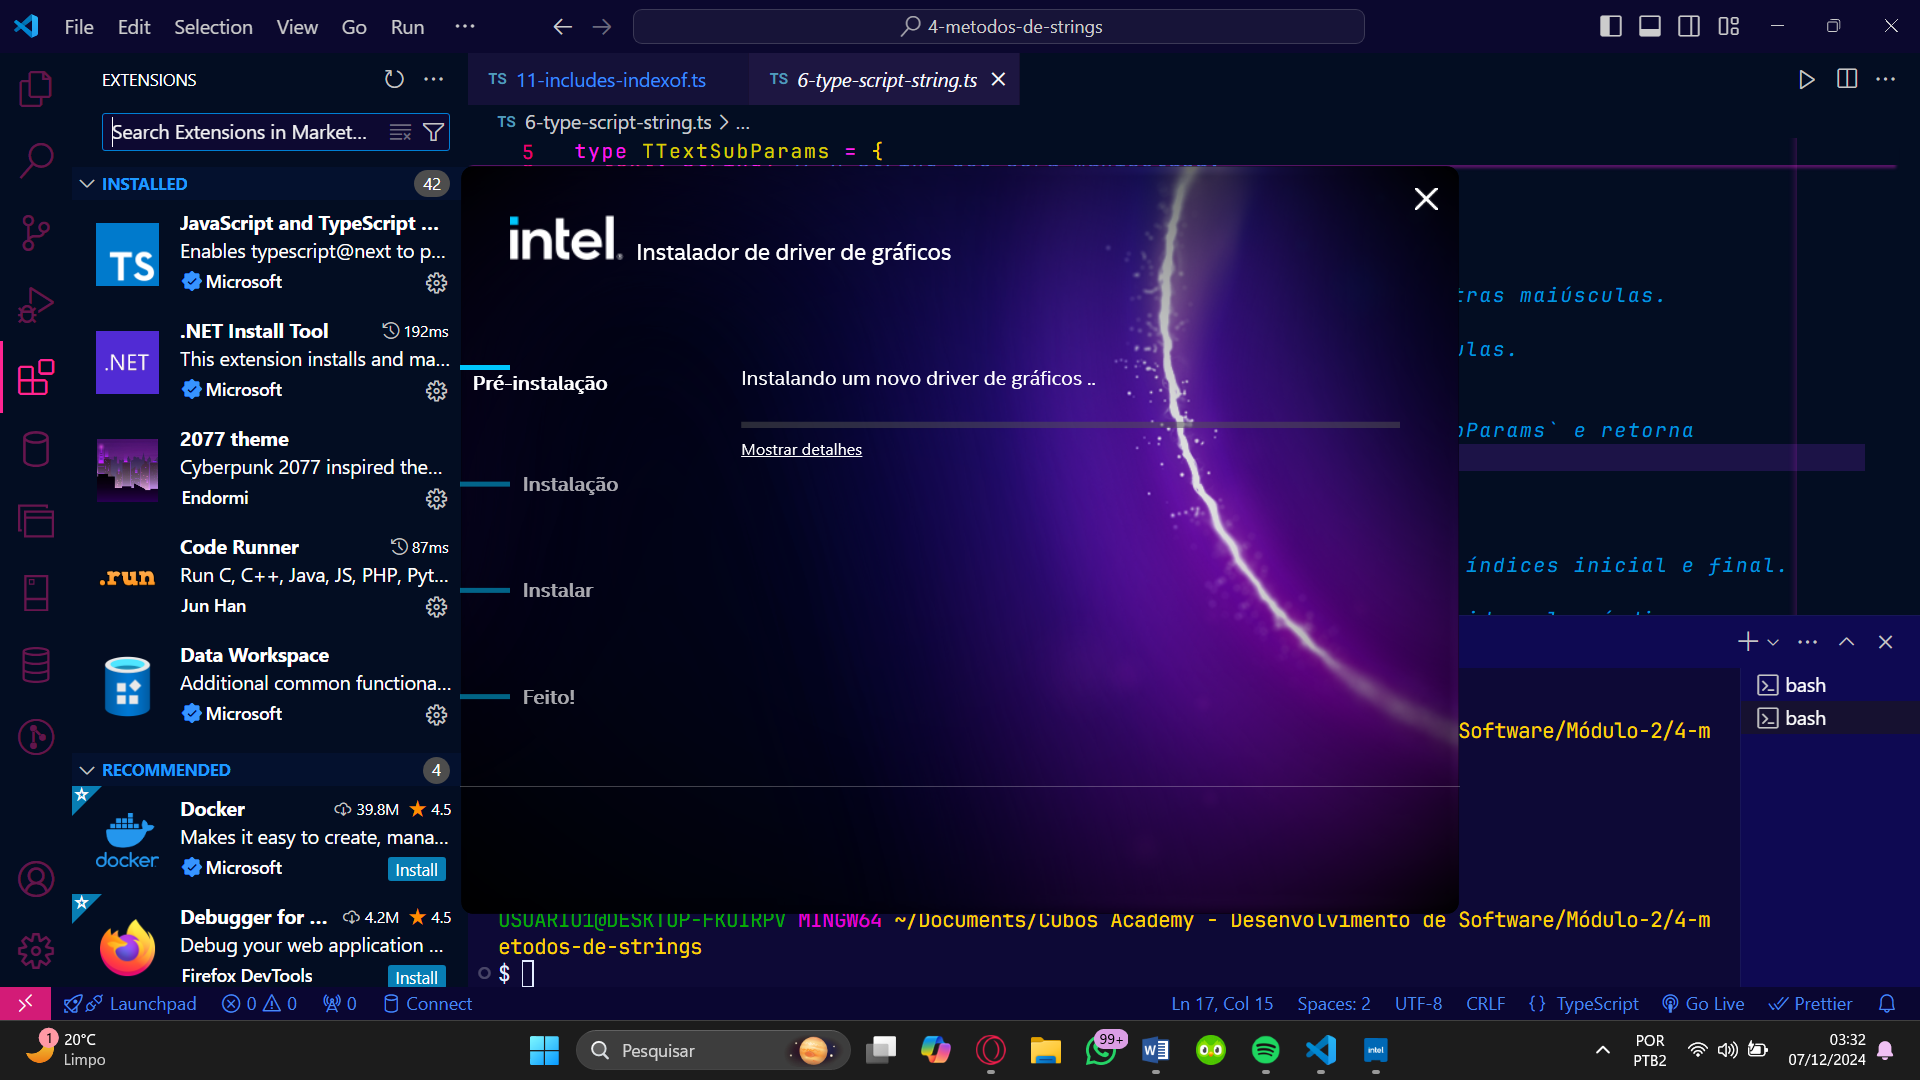 File Edit Selection View Go Run ···
4-metodos-de-strings
EXTENSIONS
Search Extensions in Market...
INSTALLED 42
JavaScript and TypeScript ...
Enables typescript@next to p...
Microsoft
.NET
.NET Install Tool 192ms
This extension installs and ma...
Microsoft
2077 theme
Cyberpunk 2077 inspired the...
Endormi
.run
Code Runner 87ms
Run C, C++, Java, JS, PHP, Pyt...
Jun Han
Data Workspace
Additional common functiona...
Microsoft
RECOMMENDED 4
docker
Docker 39.8M 4.5
Makes it easy to create, mana...
Microsoft Install
Debugger for ... 4.2M 4.5
Debug your web application ...
Firefox DevTools Install
TS 11-includes-indexof.ts
TS 6-type-script-string.ts
TS 6-type-script-string.ts > ...
5 type TTextSubParams = {
intel. Instalador de driver de gráficos
Pré-instalação
Instalando um novo driver de gráficos ..
Mostrar detalhes
Instalação
Instalar
Feito!
tras maiúsculas.
ulas.
bParams` e retorna
índices inicial e final.
bash
bash
Software/Módulo-2/4-m
USUARIO1@DESKTOP-FKUIRPV MINGW64 ~/Documents/Cubos Academy - Desenvolvimento de Software/Módulo-2/4-m
etodos-de-strings
$
Launchpad 0 0 0 Connect
Ln 17, Col 15 Spaces: 2 UTF-8 CRLF {} TypeScript Go Live Prettier
1 20°C
Limpo
Pesquisar
99+
intel
POR
PTB2
03:32
07/12/2024